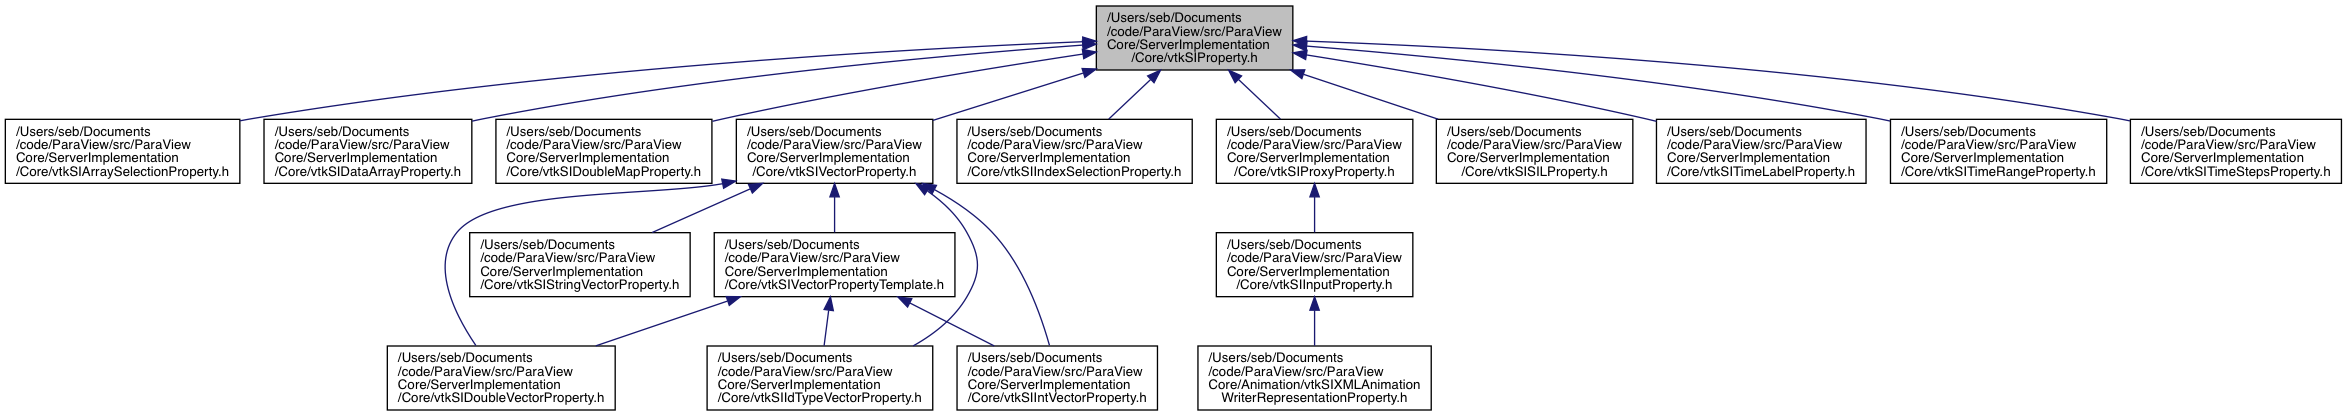 /Users/seb/Documents
/code/ParaView/src/ParaView
Core/ServerImplementation
/Core/vtkSIProperty.h
/Users/seb/Documents
/code/ParaView/src/ParaView
Core/ServerImplementation
/Core/vtkSIArraySelectionProperty.h
/Users/seb/Documents
/code/ParaView/src/ParaView
Core/ServerImplementation
/Core/vtkSIDataArrayProperty.h
/Users/seb/Documents
/code/ParaView/src/ParaView
Core/ServerImplementation
/Core/vtkSIDoubleMapProperty.h
/Users/seb/Documents
/code/ParaView/src/ParaView
Core/ServerImplementation
/Core/vtkSIVectorProperty.h
/Users/seb/Documents
/code/ParaView/src/ParaView
Core/ServerImplementation
/Core/vtkSIIndexSelectionProperty.h
/Users/seb/Documents
/code/ParaView/src/ParaView
Core/ServerImplementation
/Core/vtkSIProxyProperty.h
/Users/seb/Documents
/code/ParaView/src/ParaView
Core/ServerImplementation
/Core/vtkSISILProperty.h
/Users/seb/Documents
/code/ParaView/src/ParaView
Core/ServerImplementation
/Core/vtkSITimeLabelProperty.h
/Users/seb/Documents
/code/ParaView/src/ParaView
Core/ServerImplementation
/Core/vtkSITimeRangeProperty.h
/Users/seb/Documents
/code/ParaView/src/ParaView
Core/ServerImplementation
/Core/vtkSITimeStepsProperty.h
/Users/seb/Documents
/code/ParaView/src/ParaView
Core/ServerImplementation
/Core/vtkSIStringVectorProperty.h
/Users/seb/Documents
/code/ParaView/src/ParaView
Core/ServerImplementation
/Core/vtkSIVectorPropertyTemplate.h
/Users/seb/Documents
/code/ParaView/src/ParaView
Core/ServerImplementation
/Core/vtkSIInputProperty.h
/Users/seb/Documents
/code/ParaView/src/ParaView
Core/ServerImplementation
/Core/vtkSIDoubleVectorProperty.h
/Users/seb/Documents
/code/ParaView/src/ParaView
Core/ServerImplementation
/Core/vtkSIIdTypeVectorProperty.h
/Users/seb/Documents
/code/ParaView/src/ParaView
Core/ServerImplementation
/Core/vtkSIIntVectorProperty.h
/Users/seb/Documents
/code/ParaView/src/ParaView
Core/Animation/vtkSIXMLAnimation
WriterRepresentationProperty.h